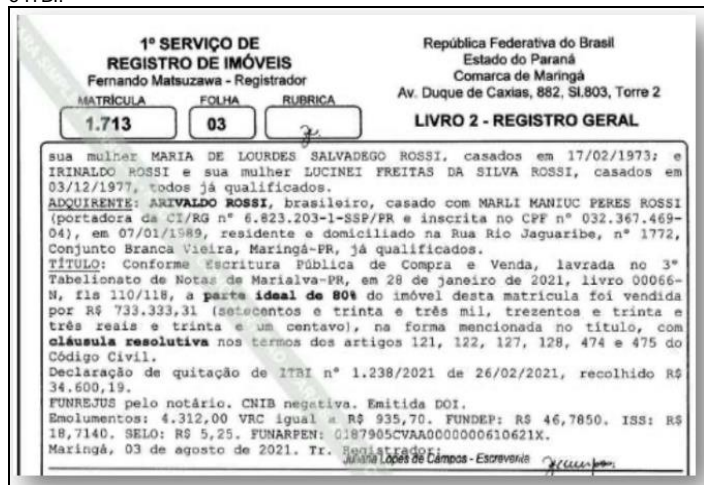 1º SERVIÇO DE
REGISTRO DE IMÓVEIS
Fernando Matsuzawa - Registrador
República Federativa do Brasil
Estado do Paraná
Comarca de Maringá
Av. Duque de Caxias, 882, Sl.803, Torre 2
MATRÍCULA FOLHA RUBRICA
1.713 03
LIVRO 2 - REGISTRO GERAL
sua mulher MARIA DE LOURDES SALVADEGO ROSSI, casados em 17/02/1973; e
IRINALDO ROSSI e sua mulher LUCINEI FREITAS DA SILVA ROSSI, casados em
03/12/1977, todos já qualificados.
ADQUIRENTE: ARIVALDO ROSSI, brasileiro, casado com MARLI MANIUC PERES ROSSI
(portadora da CI/RG nº 6.823.203-1-SSP/PR e inscrita no CPF nº 032.367.469-
04), em 07/01/1989, residente e domiciliado na Rua Rio Jaguaribe, nº 1772,
Conjunto Branca Vieira, Maringá-PR, já qualificados.
TÍTULO: Conforme Escritura Pública de Compra e Venda, lavrada no 3º
Tabelionato de Notas de Marialva-PR, em 28 de janeiro de 2021, livro 00066-
N, fls 110/118, a parte ideal de 80% do imóvel desta matrícula foi vendida
por R$ 733.333,31 (setecentos e trinta e três mil, trezentos e trinta e
três reais e trinta e um centavo), na forma mencionada no título, com
cláusula resolutiva nos termos dos artigos 121, 122, 127, 128, 474 e 475 do
Código Civil.
Declaração de quitação de ITBI nº 1.238/2021 de 26/02/2021, recolhido R$
34.600,19.
FUNREJUS pelo notário. CNIB negativa. Emitida DOI.
Emolumentos: 4.312,00 VRC igual a R$ 935,70. FUNDEP: R$ 46,7850. ISS: R$
18,7140. SELO: R$ 5,25. FUNARPEN: 0187905CVAA0000000610621X.
Maringá, 03 de agosto de 2021. Tr. Registrador:
Juliana Lopes de Campos - Escrevente